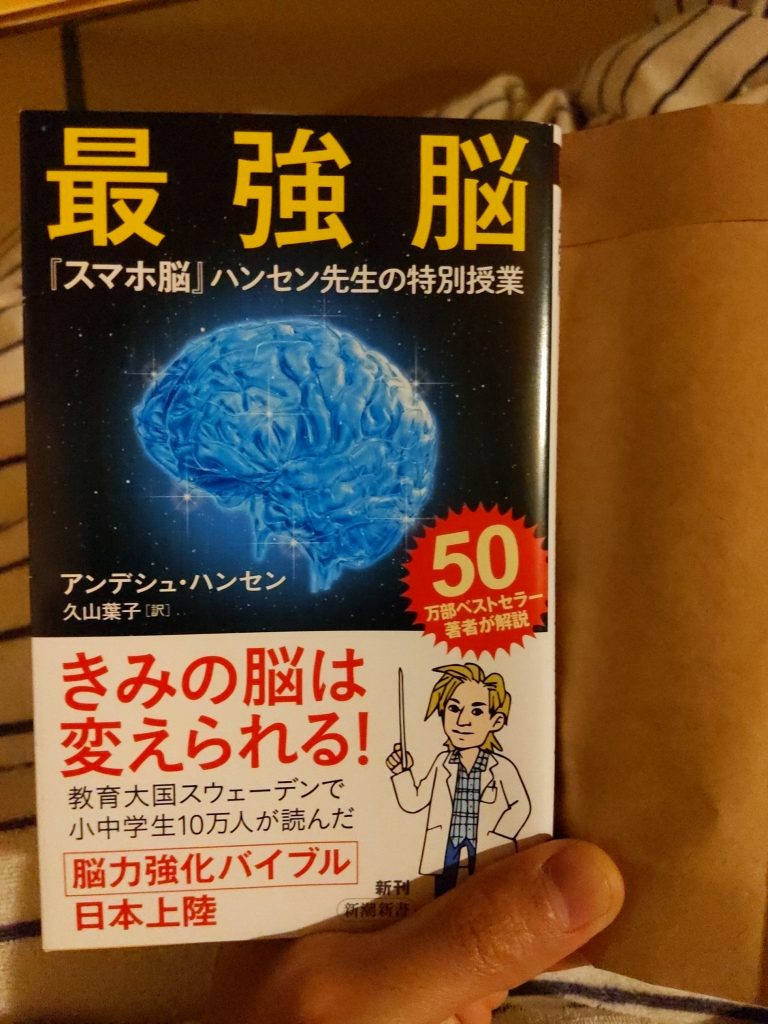 最強脳
『スマホ脳』ハンセン先生の特別授業
アンデシュ・ハンセン
久山葉子[訳]
50
万部ベストセラー
著者が解説
きみの脳は
変えられる!
教育大国スウェーデンで
小中学生10万人が読んだ
脳力強化バイブル
日本上陸
新刊
新潮新書